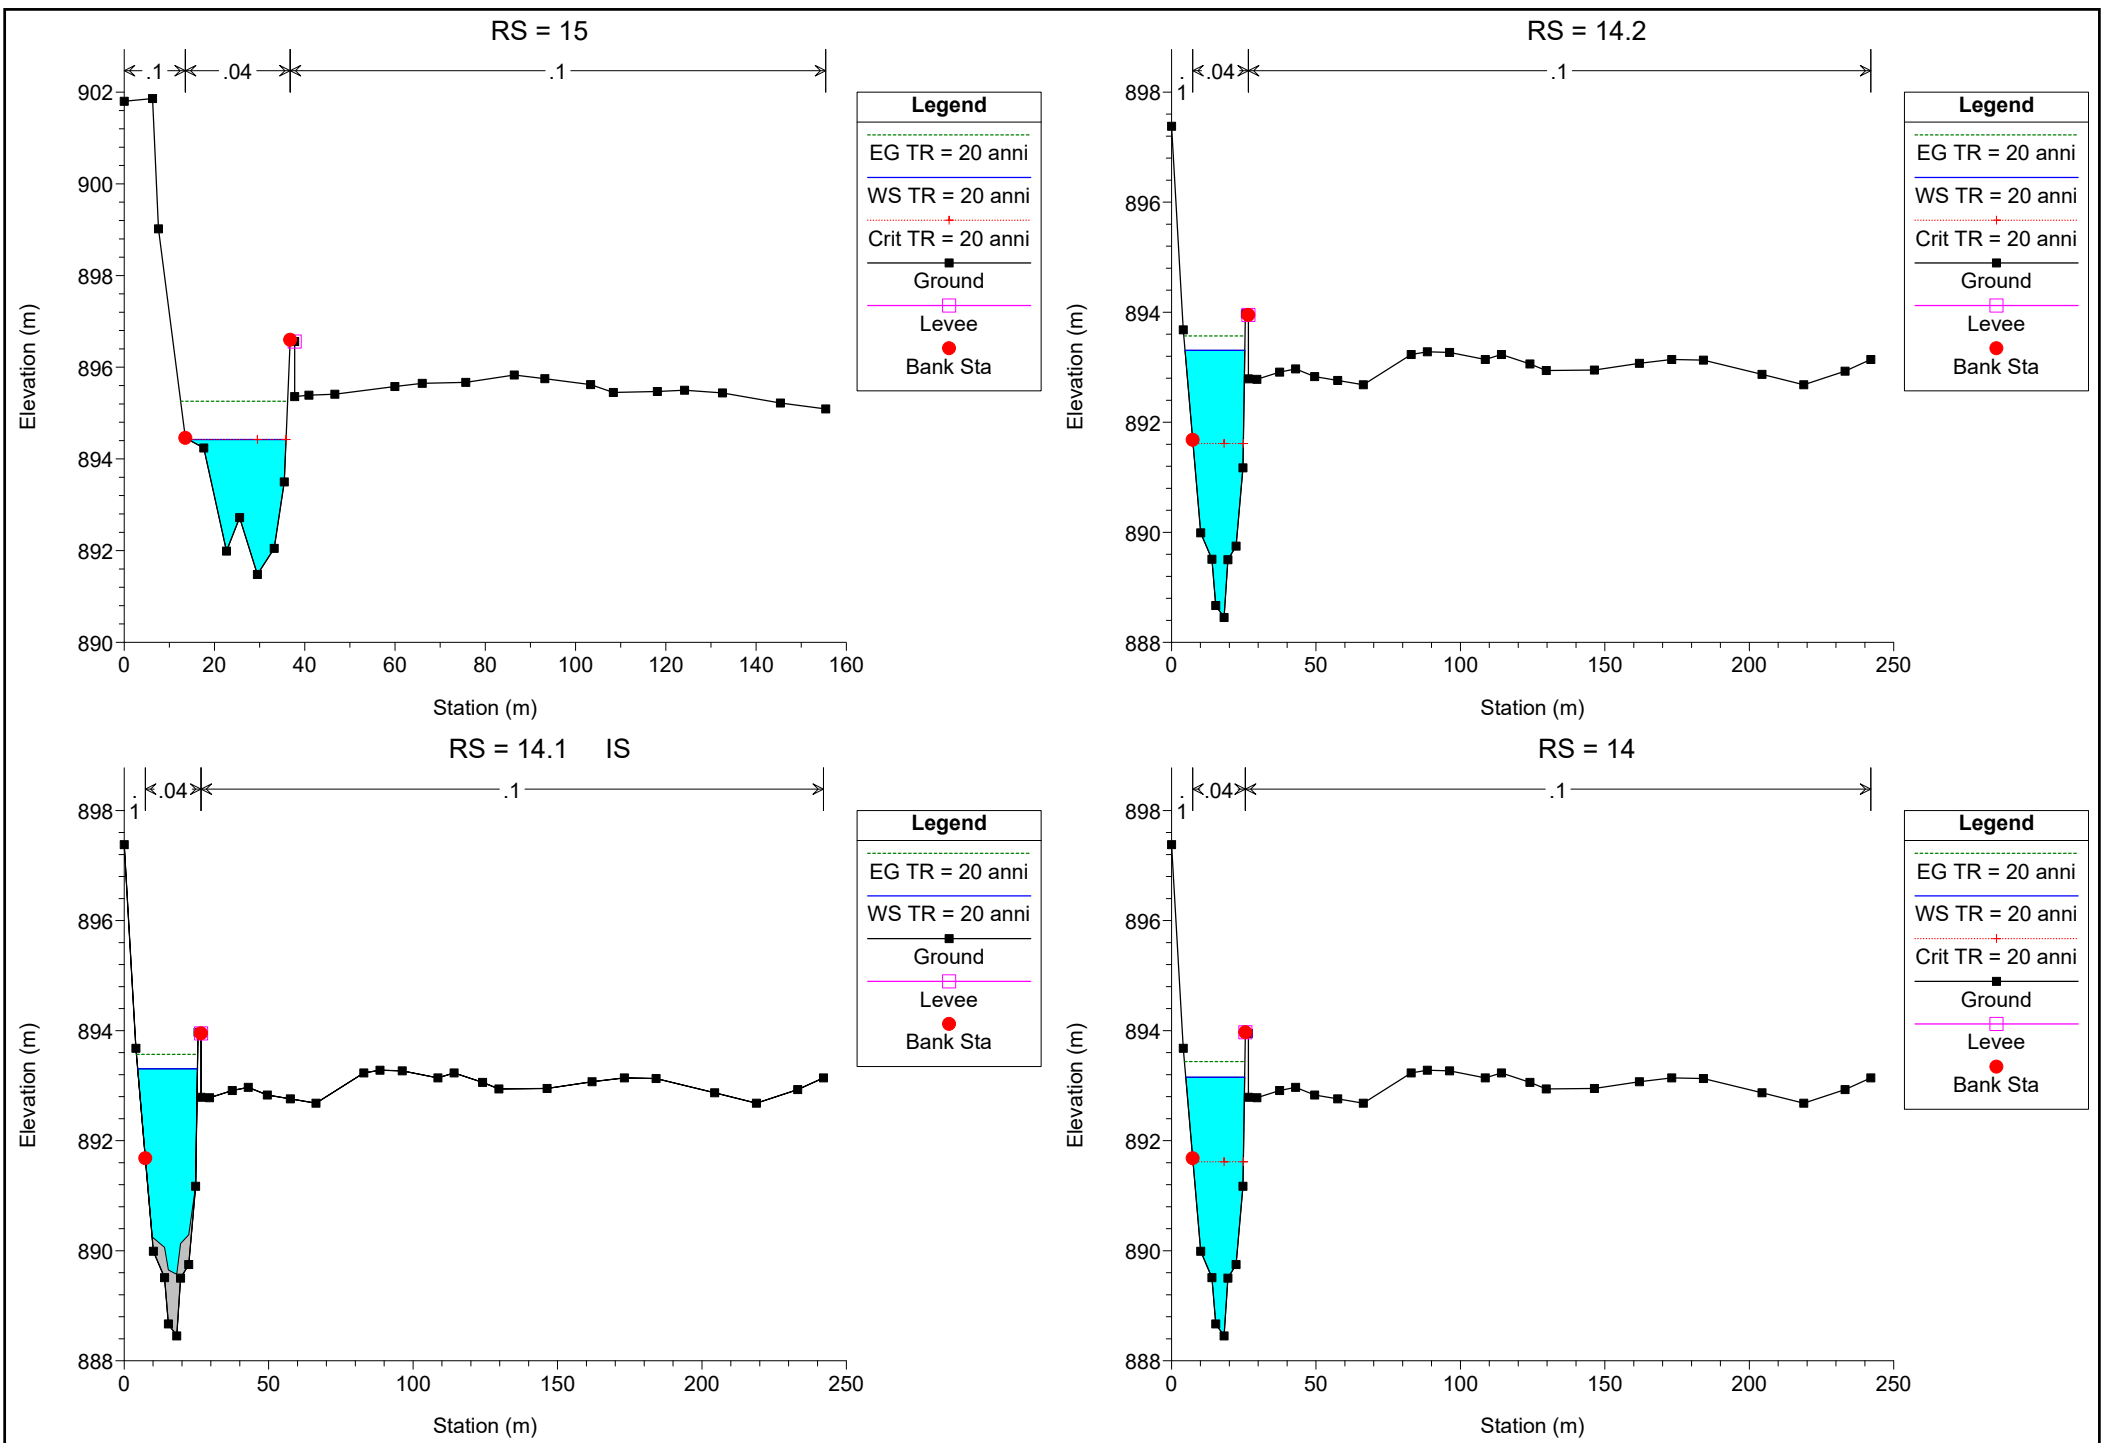 RS = 15
.1 .04 .1
902
900
898
896
894
892
890
0 20 40 60 80 100 120 140 160
Station (m)
Elevation (m)
Legend
EG TR = 20 anni
WS TR = 20 anni
Crit TR = 20 anni
Ground
Levee
Bank Sta
RS = 14.2
.1 .04 .1
898
896
894
892
890
888
0 50 100 150 200 250
Station (m)
Elevation (m)
Legend
EG TR = 20 anni
WS TR = 20 anni
Crit TR = 20 anni
Ground
Levee
Bank Sta
RS = 14.1 IS
.1 .04 .1
898
896
894
892
890
888
0 50 100 150 200 250
Station (m)
Elevation (m)
Legend
EG TR = 20 anni
WS TR = 20 anni
Ground
Levee
Bank Sta
RS = 14
.1 .04 .1
898
896
894
892
890
888
0 50 100 150 200 250
Station (m)
Elevation (m)
Legend
EG TR = 20 anni
WS TR = 20 anni
Crit TR = 20 anni
Ground
Levee
Bank Sta